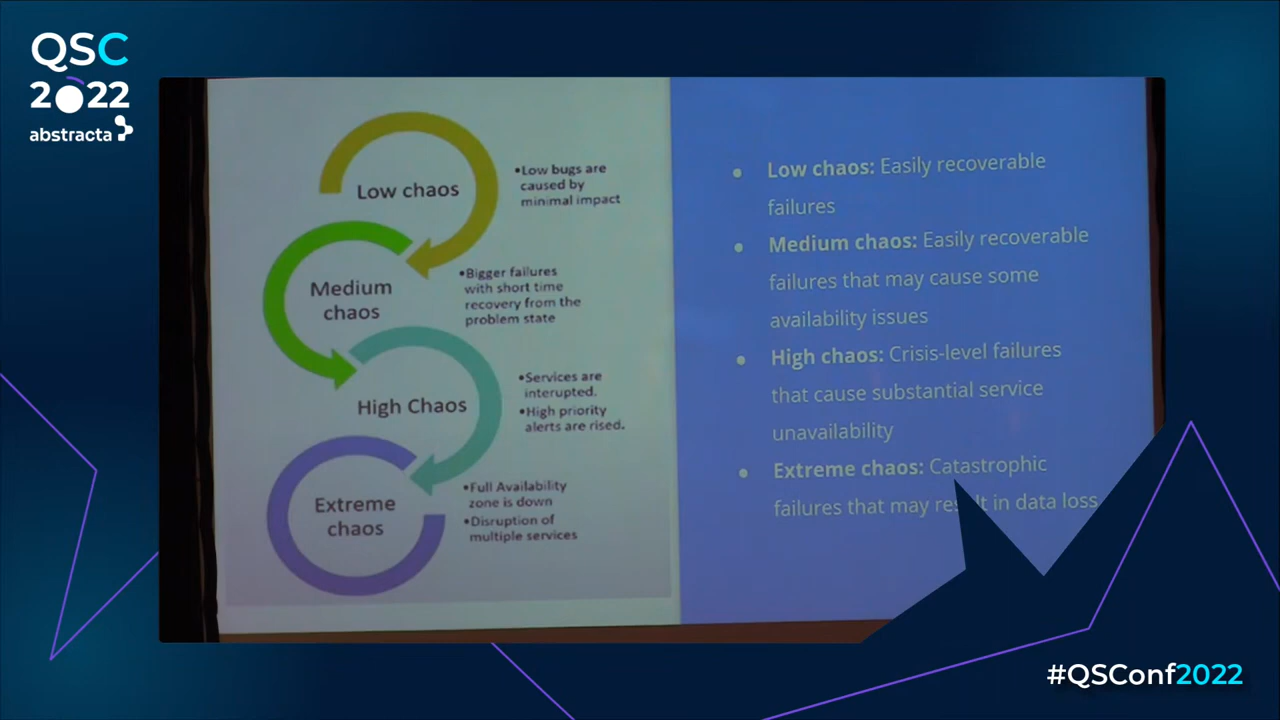 QSC
2022
abstracta
Low chaos
•Low bugs are
caused by
minimal impact
Medium
chaos
•Bigger failures
with short time
recovery from the
problem state
High Chaos
•Services are
interupted.
•High priority
alerts are rised.
Extreme
chaos
•Full Availability
zone is down
•Disruption of
multiple services
● Low chaos: Easily recoverable
failures
● Medium chaos: Easily recoverable
failures that may cause some
availability issues
● High chaos: Crisis-level failures
that cause substantial service
unavailability
● Extreme chaos: Catastrophic
failures that may result in data loss
#QSConf2022